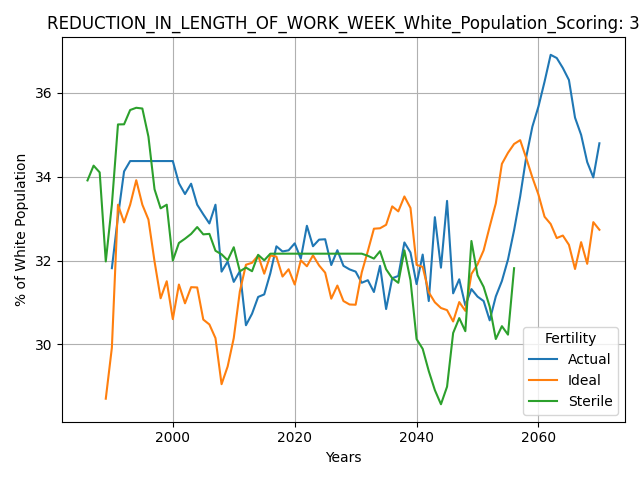 REDUCTION_IN_LENGTH_OF_WORK_WEEK_White_Population_Scoring: 3
% of White Population
36
34
32
30
Fertility
Actual
Ideal
Sterile
2000 2020 2040 2060
Years